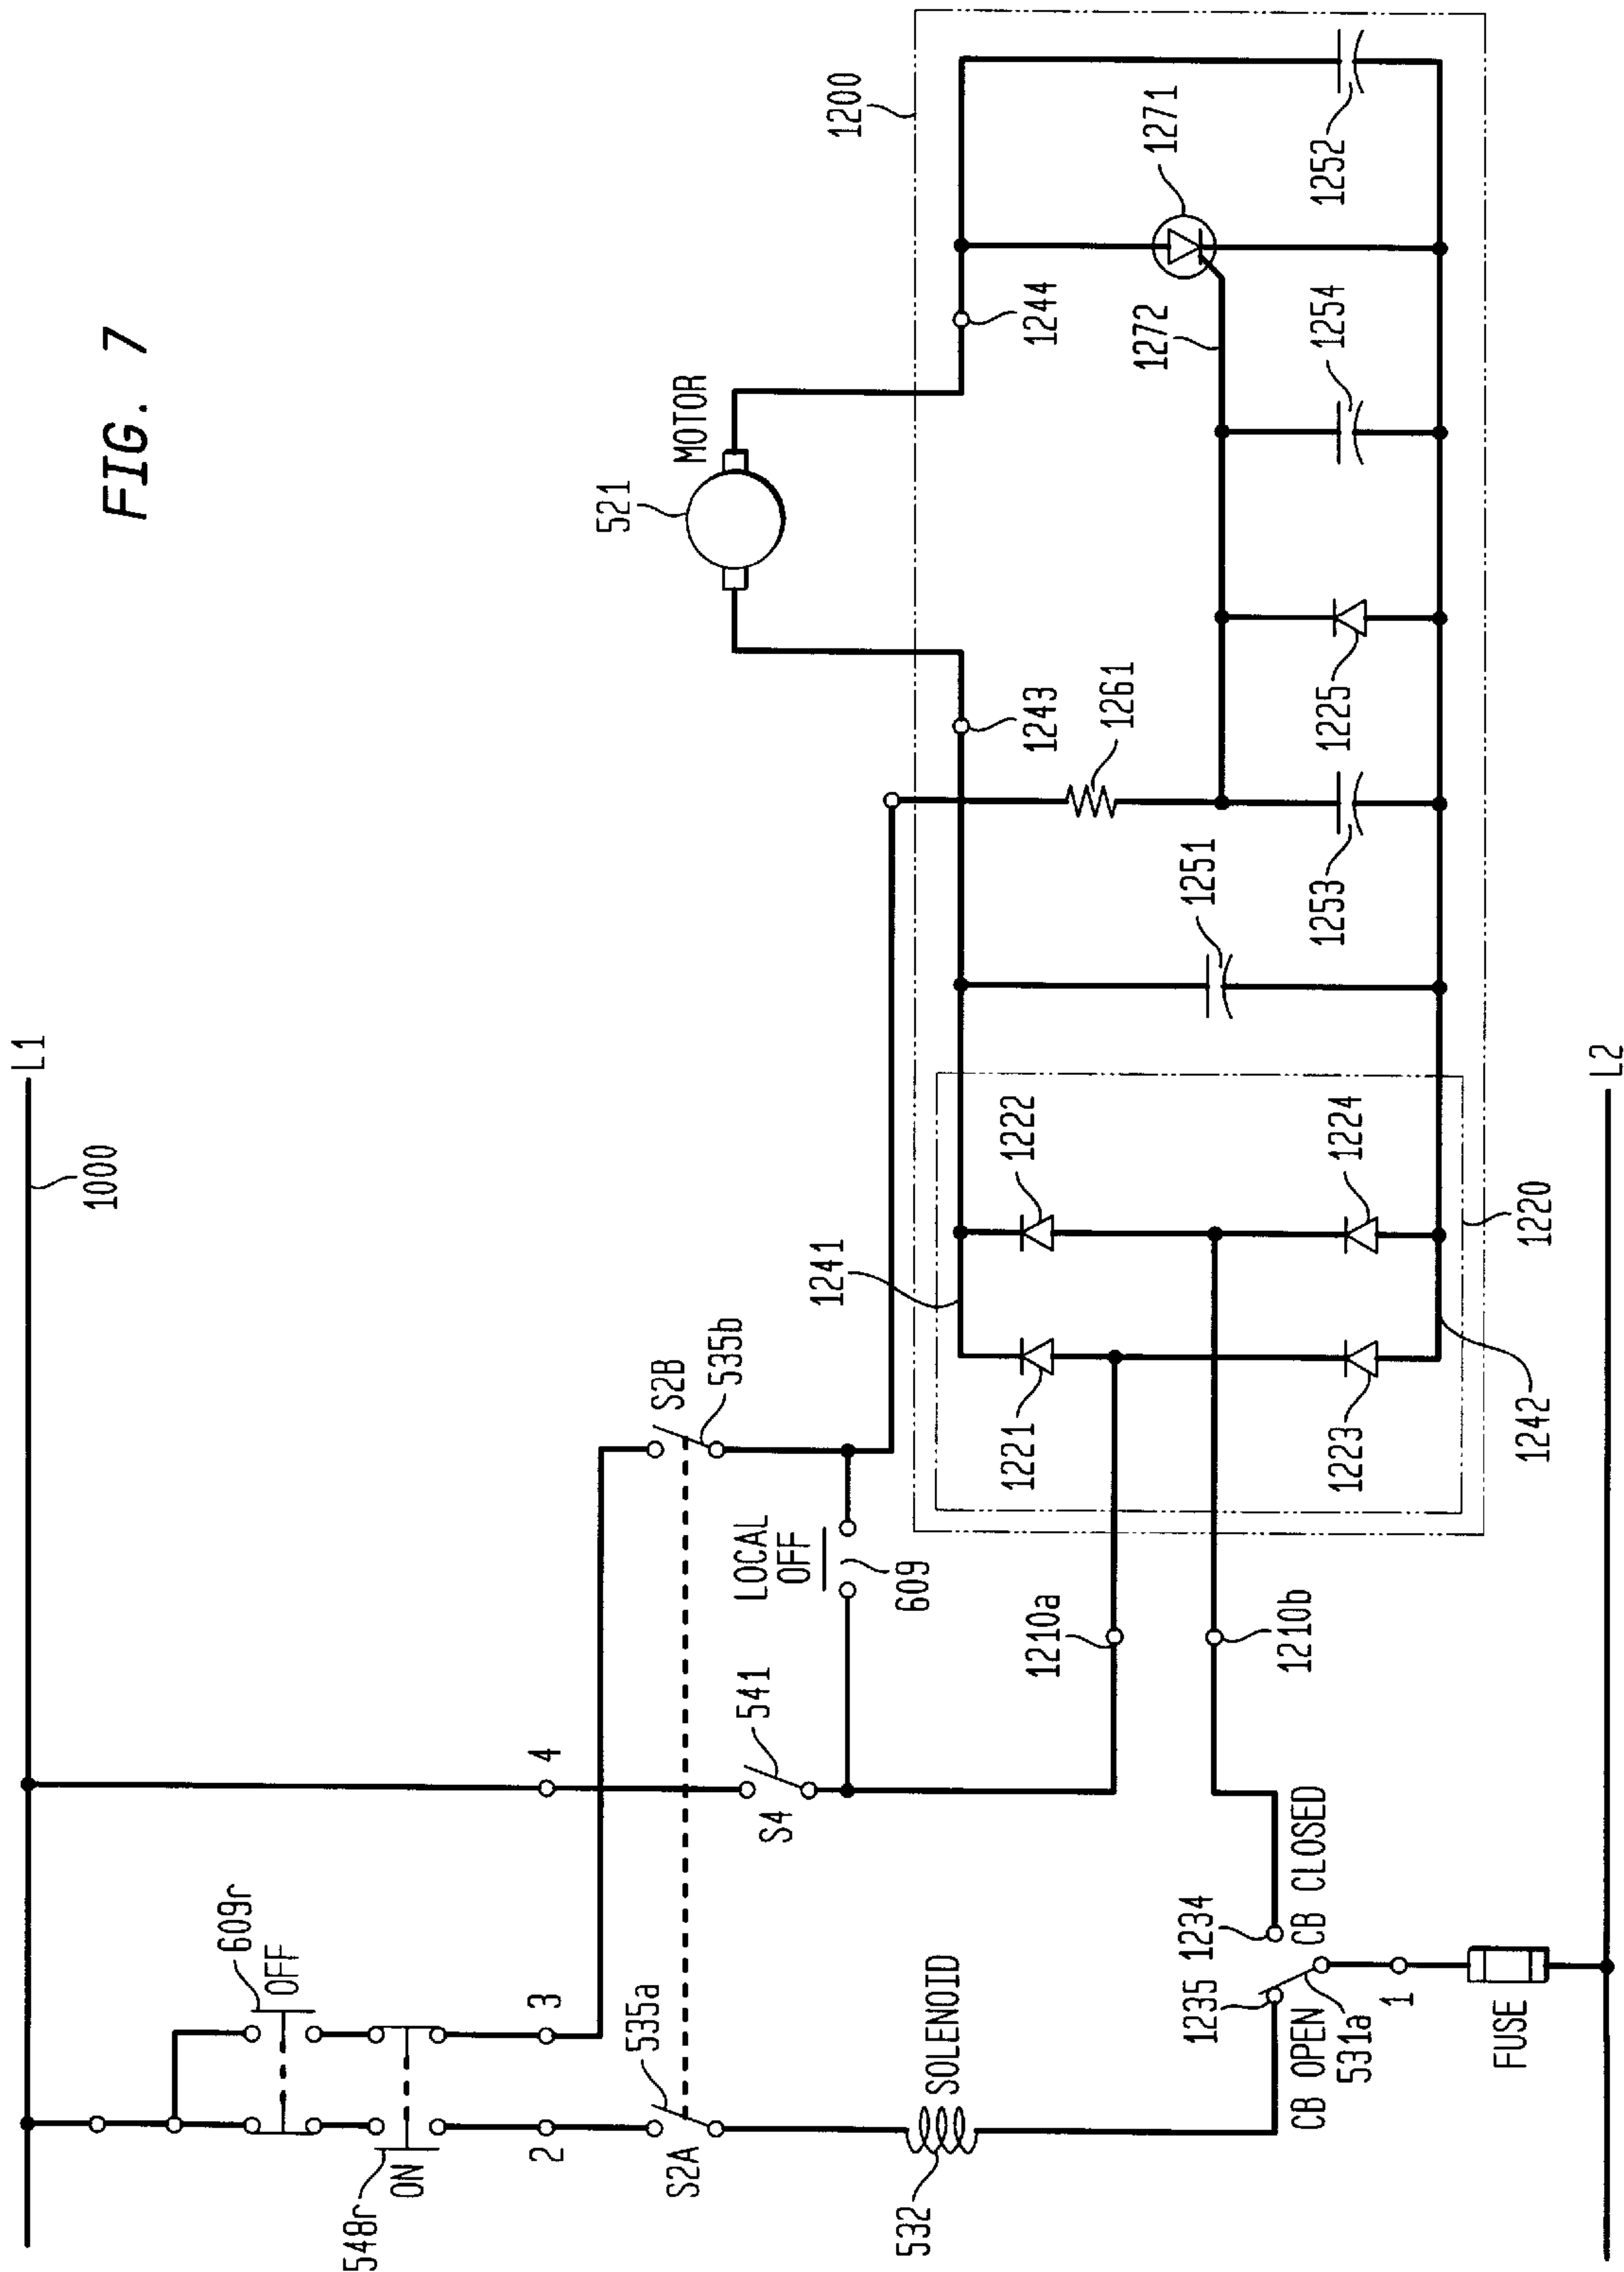 FIG. 7
L1
1000
609r
OFF
548r
ON
2
3
4
535a
S2A
S2B
535b
541
S4
LOCAL
OFF
609
532
SOLENOID
1235
1234
CB OPEN
CB CLOSED
531a
1
FUSE
L2
1210a
1210b
1241
1221
1222
1223
1224
1242
1220
1251
1243
1261
1253
1225
521
MOTOR
1244
1272
1254
1271
1252
1200